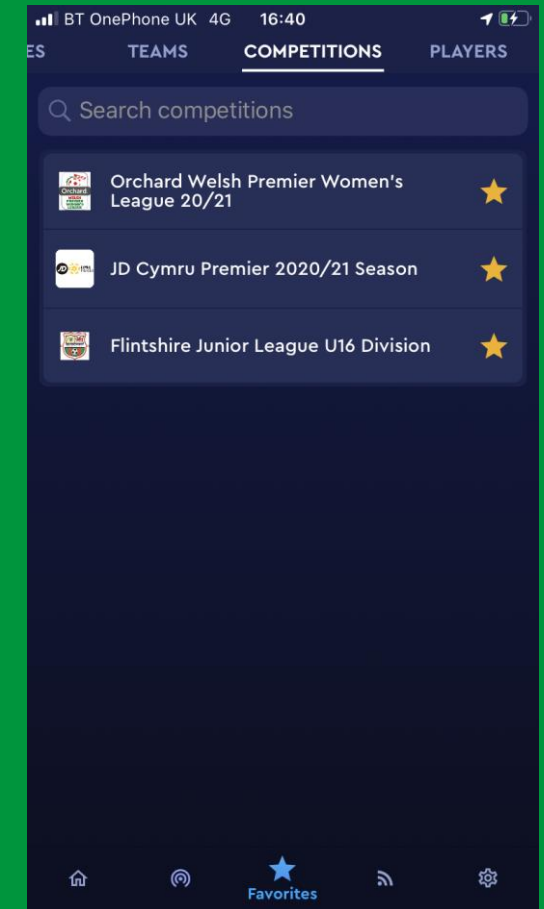 BT OnePhone UK 4G 16:40
ES TEAMS COMPETITIONS PLAYERS
Search competitions
Orchard Welsh Premier Women's
League 20/21
JD Cymru Premier 2020/21 Season
Flintshire Junior League U16 Division
Favorites